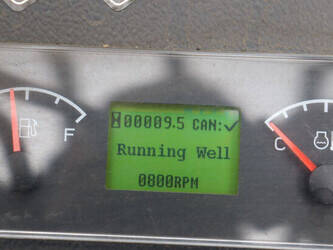 00009.5 CAN:✓
Running Well
0800RPM
F
C